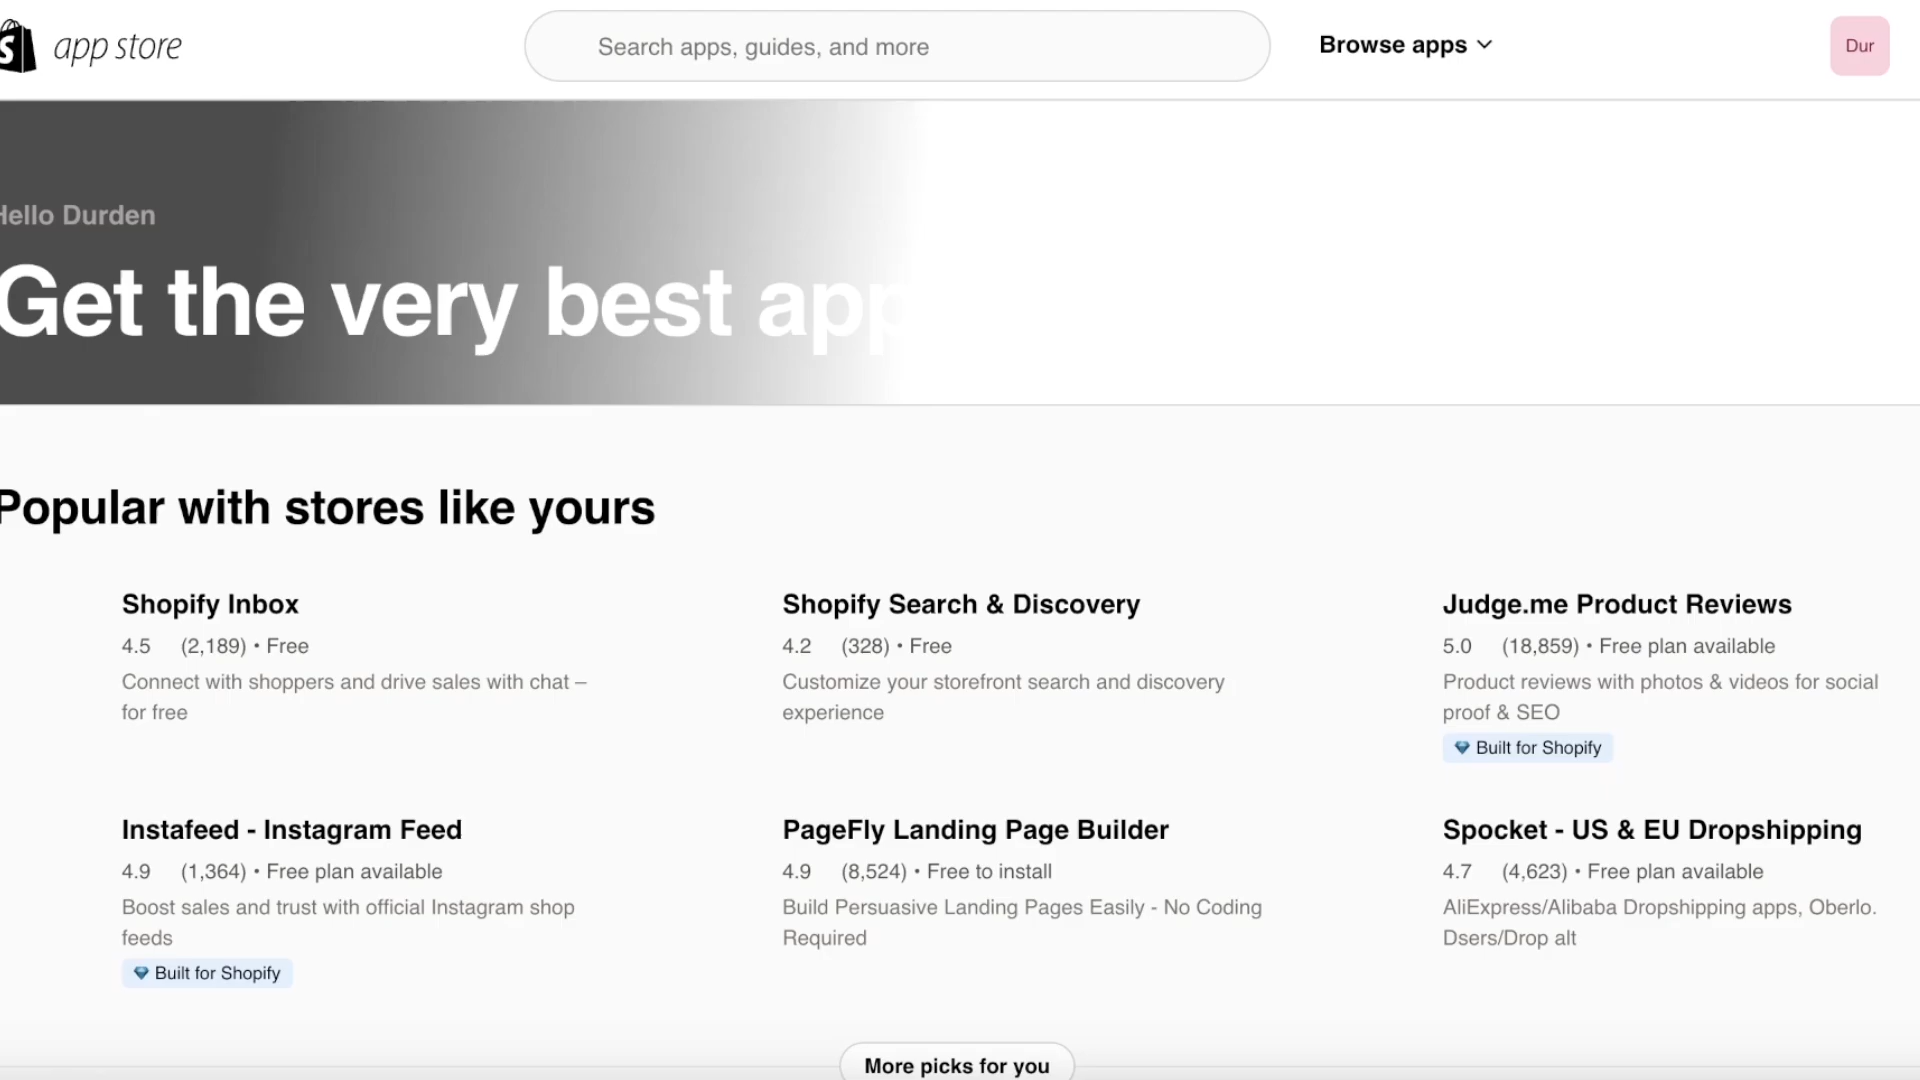 app store
Search apps, guides, and more
Browse apps
Dur
Hello Durden
Get the very best app
Popular with stores like yours
Shopify Inbox
4.5 (2,189) • Free
Connect with shoppers and drive sales with chat –
for free
Shopify Search & Discovery
4.2 (328) • Free
Customize your storefront search and discovery
experience
Judge.me Product Reviews
5.0 (18,859) • Free plan available
Product reviews with photos & videos for social
proof & SEO
Built for Shopify
Instafeed - Instagram Feed
4.9 (1,364) • Free plan available
Boost sales and trust with official Instagram shop
feeds
Built for Shopify
PageFly Landing Page Builder
4.9 (8,524) • Free to install
Build Persuasive Landing Pages Easily - No Coding
Required
Spocket - US & EU Dropshipping
4.7 (4,623) • Free plan available
AliExpress/Alibaba Dropshipping apps, Oberlo.
Dsers/Drop alt
More picks for you